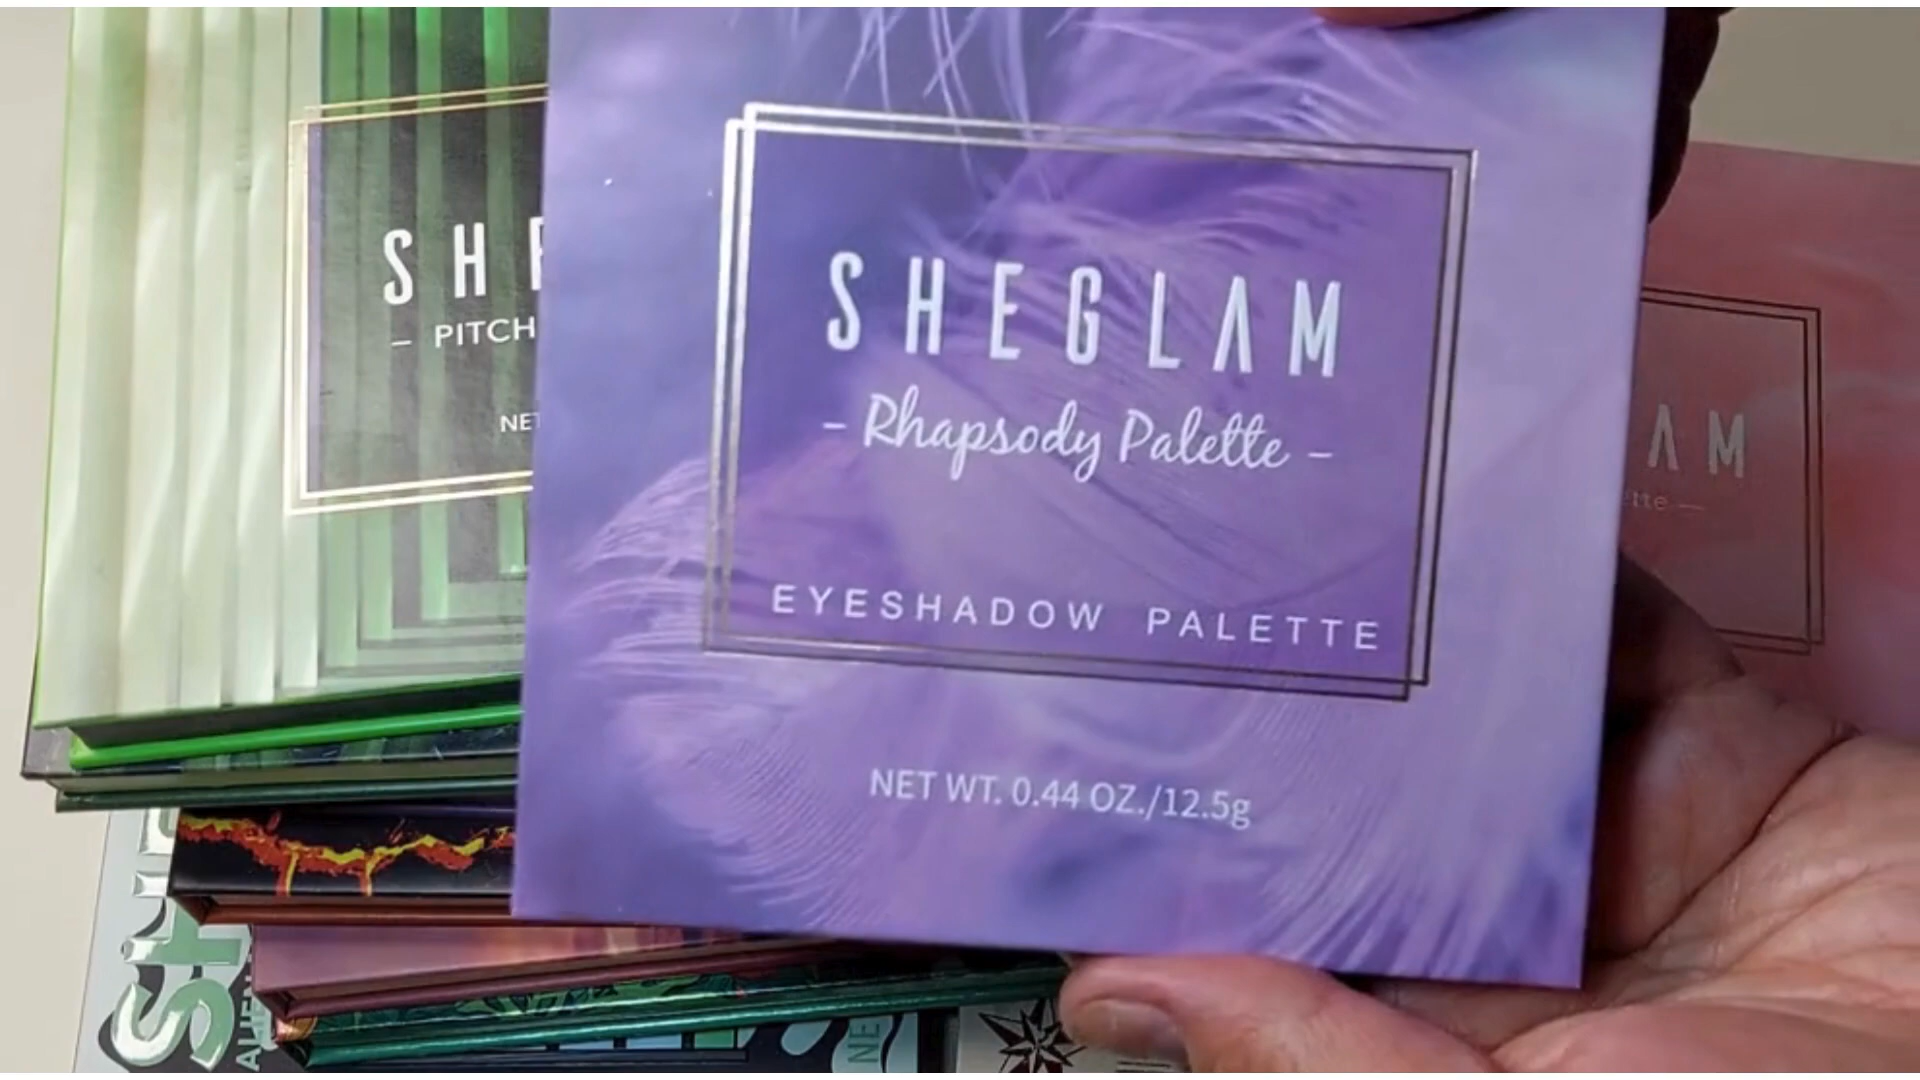 SHEGLAM
- Rhapsody Palette -
EYESHADOW PALETTE
NET WT. 0.44 OZ./12.5g
SH
- PITCH
NET
AM